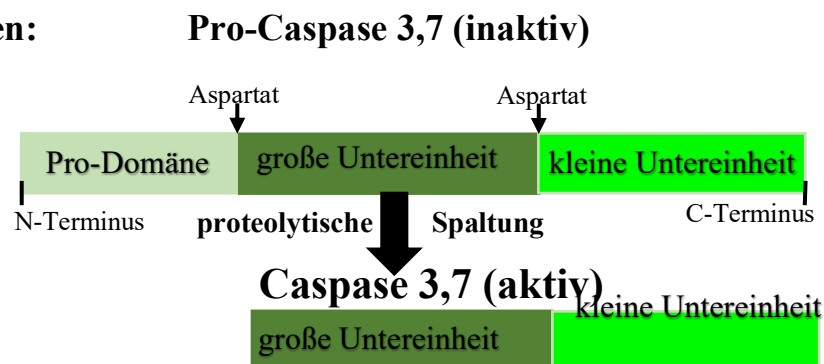 en: Pro-Caspase 3,7 (inaktiv)
Aspartat Aspartat
Pro-Domäne große Untereinheit kleine Untereinheit
N-Terminus proteolytische Spaltung C-Terminus
Caspase 3,7 (aktiv)
kleine Untereinheit
große Untereinheit